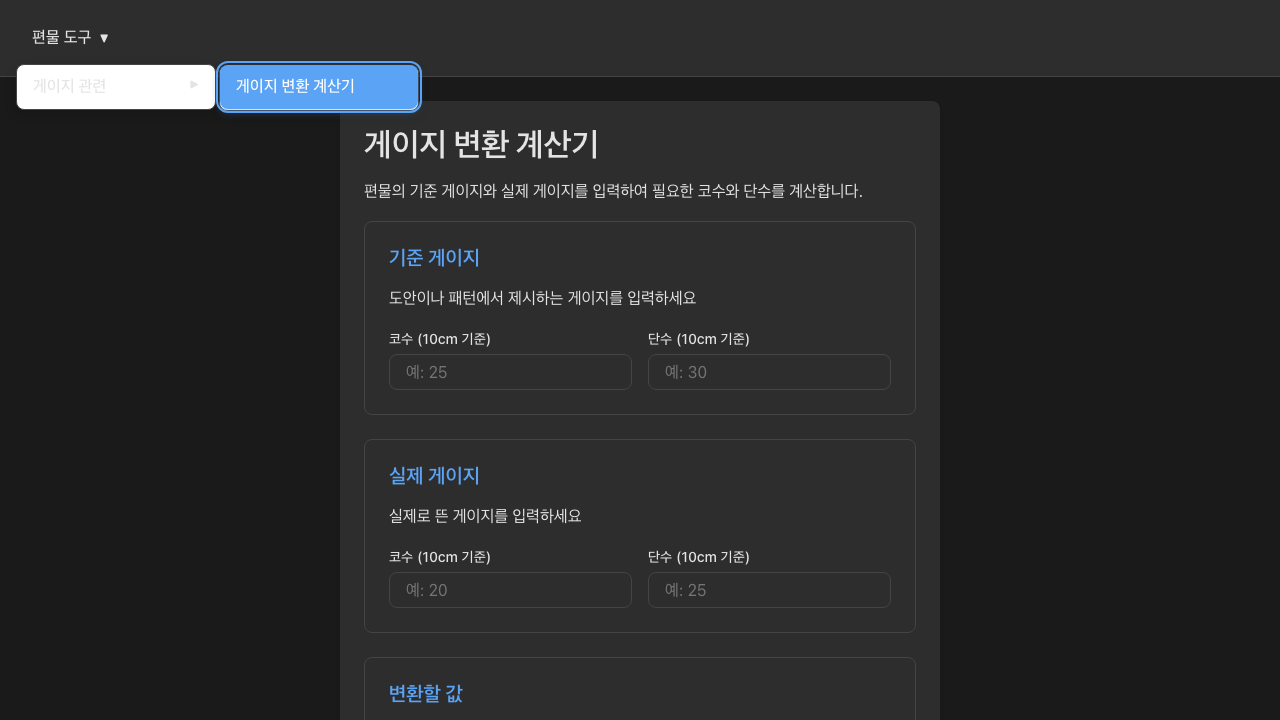 편물 도구 ▼
게이지 관련 ▶
게이지 변환 계산기
게이지 변환 계산기
편물의 기준 게이지와 실제 게이지를 입력하여 필요한 코수와 단수를 계산합니다.
기준 게이지
도안이나 패턴에서 제시하는 게이지를 입력하세요
코수 (10cm 기준) 단수 (10cm 기준)
예: 25 예: 30
실제 게이지
실제로 뜬 게이지를 입력하세요
코수 (10cm 기준) 단수 (10cm 기준)
예: 20 예: 25
변환할 값